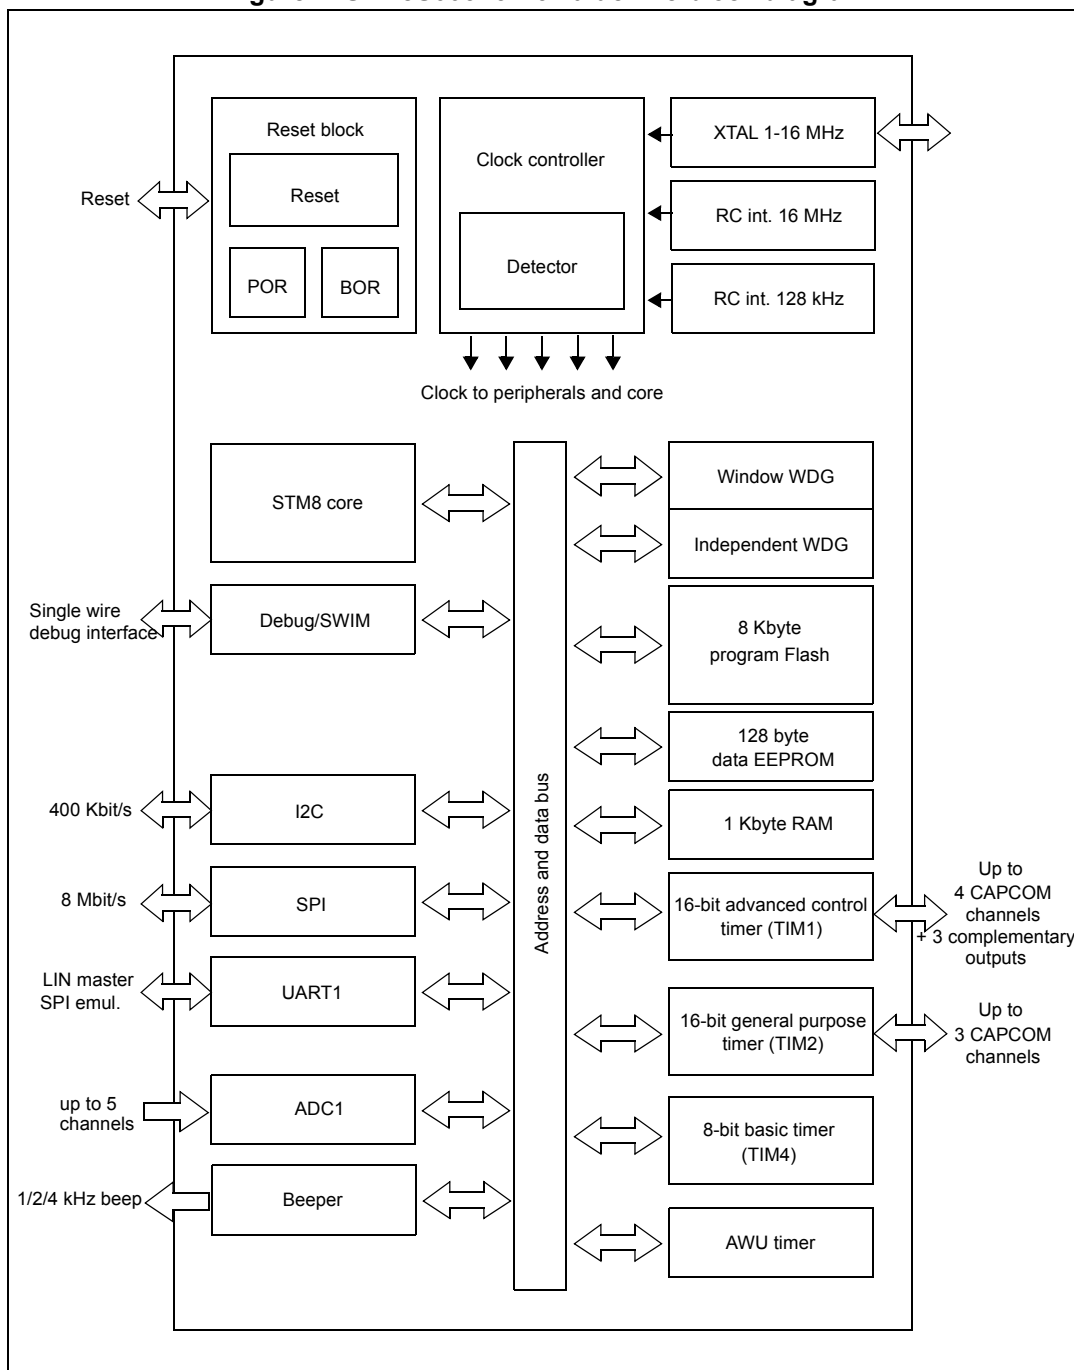 Reset block
Reset
POR
BOR
Reset
Clock controller
Detector
XTAL 1-16 MHz
RC int. 16 MHz
RC int. 128 kHz
Clock to peripherals and core
STM8 core
Single wire
debug interface
Debug/SWIM
400 Kbit/s
I2C
8 Mbit/s
SPI
LIN master
SPI emul.
UART1
up to 5
channels
ADC1
1/2/4 kHz beep
Beeper
Address and data bus
Window WDG
Independent WDG
8 Kbyte
program Flash
128 byte
data EEPROM
1 Kbyte RAM
16-bit advanced control
timer (TIM1)
Up to
4 CAPCOM
channels
+ 3 complementary
outputs
16-bit general purpose
timer (TIM2)
Up to
3 CAPCOM
channels
8-bit basic timer
(TIM4)
AWU timer